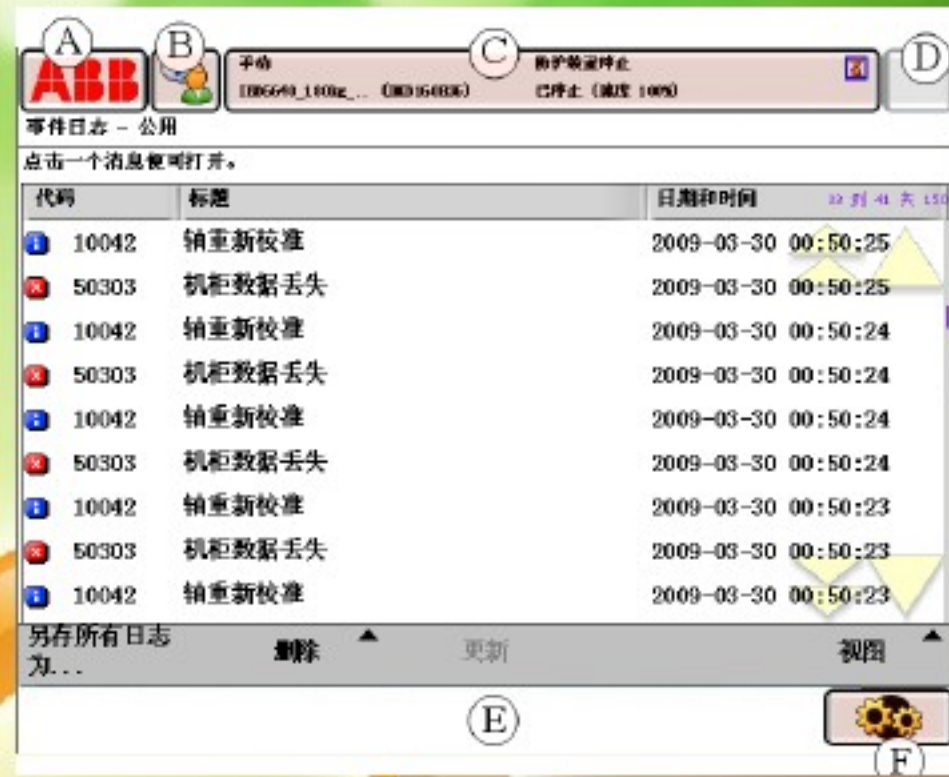 A
B
C
D
ABB
手动
防护装置停止
已停止 (速度 100%)
事件日志 - 公用
点击一个消息便可打开。
代码 标题 日期和时间 33 到 41 共 150
10042 轴重新校准 2009-03-30 00:50:25
50303 机柜数据丢失 2009-03-30 00:50:25
10042 轴重新校准 2009-03-30 00:50:24
50303 机柜数据丢失 2009-03-30 00:50:24
10042 轴重新校准 2009-03-30 00:50:24
50303 机柜数据丢失 2009-03-30 00:50:24
10042 轴重新校准 2009-03-30 00:50:23
50303 机柜数据丢失 2009-03-30 00:50:23
10042 轴重新校准 2009-03-30 00:50:23
另存所有日志
为... 删除 更新 视图
E
F